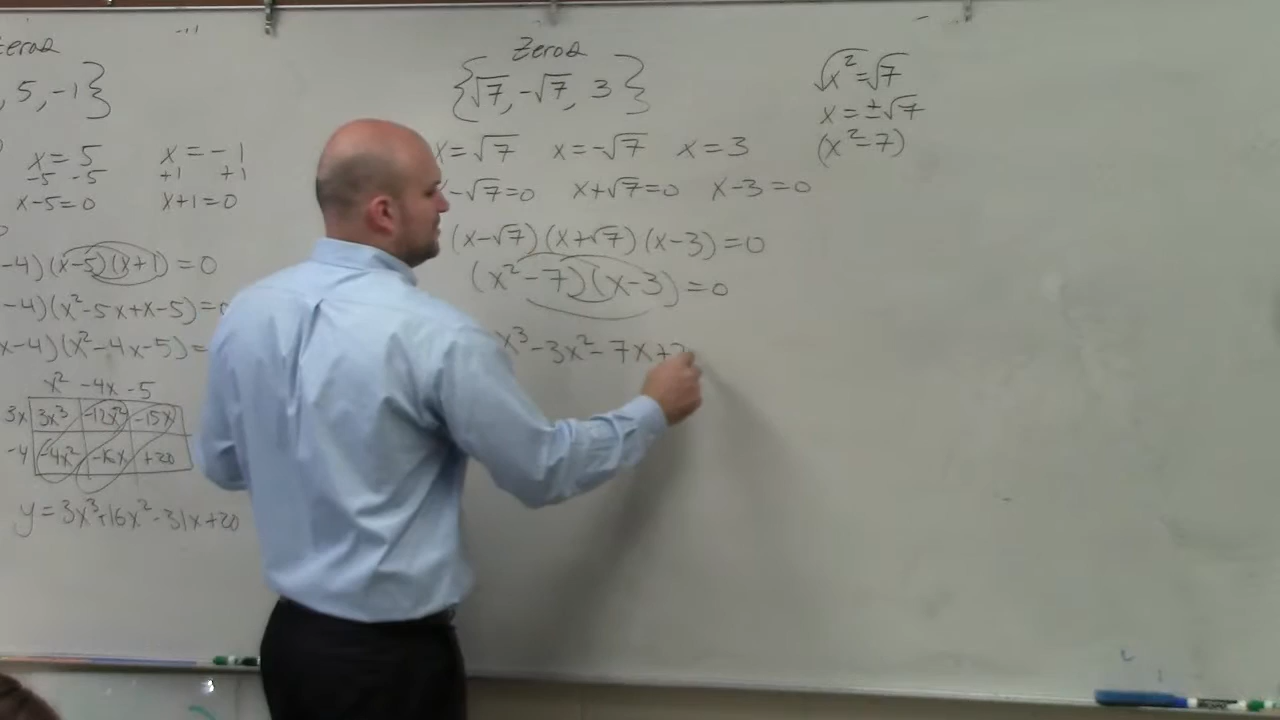 Zeros
, 5, -1}
x = 5
-5 -5
x-5=0
x = -1
+1 +1
x+1=0
-4)(x-5)(x+1) = 0
-4)(x²-5x+x-5)=0
x-4)(x²-4x-5)=
x² -4x -5
3x 3x³ -12x² -15x
-4 -4x² -16x +20
y = 3x³+16x²-31x+20
Zeros
{√7, -√7, 3}
x=√7 x=-√7 x=3
-√7=0 x+√7=0 x-3=0
(x-√7)(x+√7)(x-3)=0
(x²-7)(x-3)=0
x³-3x²-7x+2
√x²=√7
x=±√7
(x²-7)